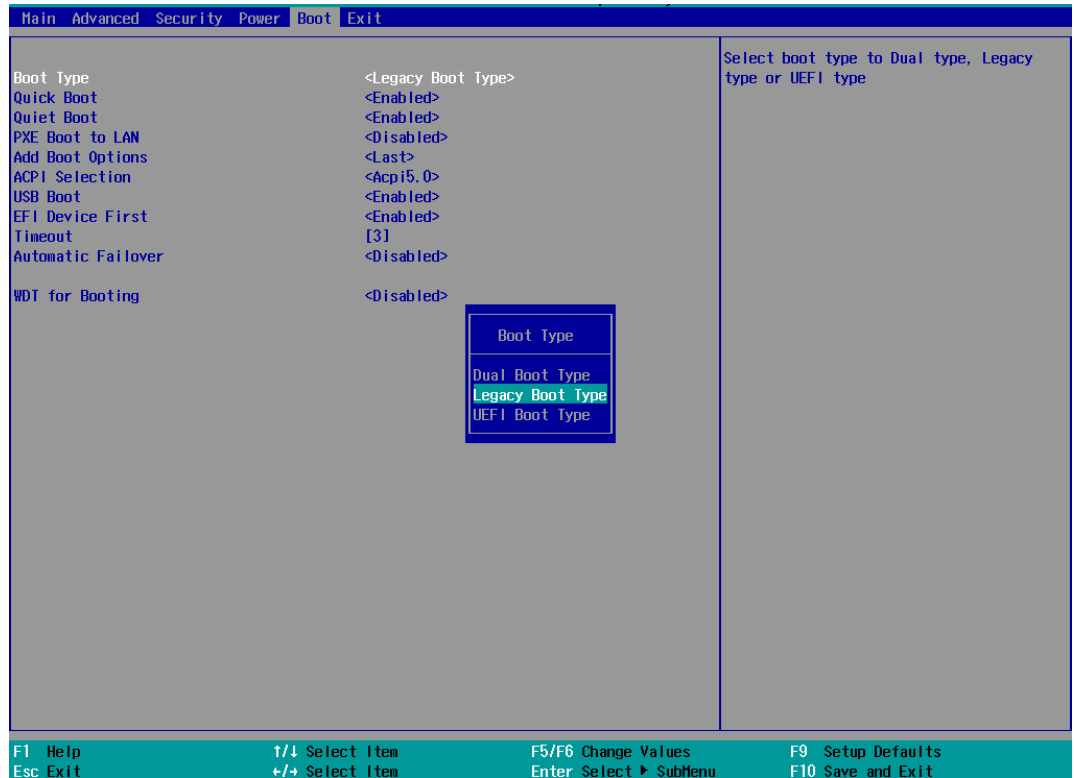 Main Advanced Security Power Boot Exit
Boot Type <Legacy Boot Type>
Quick Boot <Enabled>
Quiet Boot <Enabled>
PXE Boot to LAN <Disabled>
Add Boot Options <Last>
ACPI Selection <Acpi5.0>
USB Boot <Enabled>
EFI Device First <Enabled>
Timeout [3]
Automatic Failover <Disabled>
WDT for Booting <Disabled>
Boot Type
Dual Boot Type
Legacy Boot Type
UEFI Boot Type
Select boot type to Dual type, Legacy
type or UEFI type
F1 Help ↑/↓ Select Item F5/F6 Change Values F9 Setup Defaults
Esc Exit ←/→ Select Item Enter Select ▶ SubMenu F10 Save and Exit